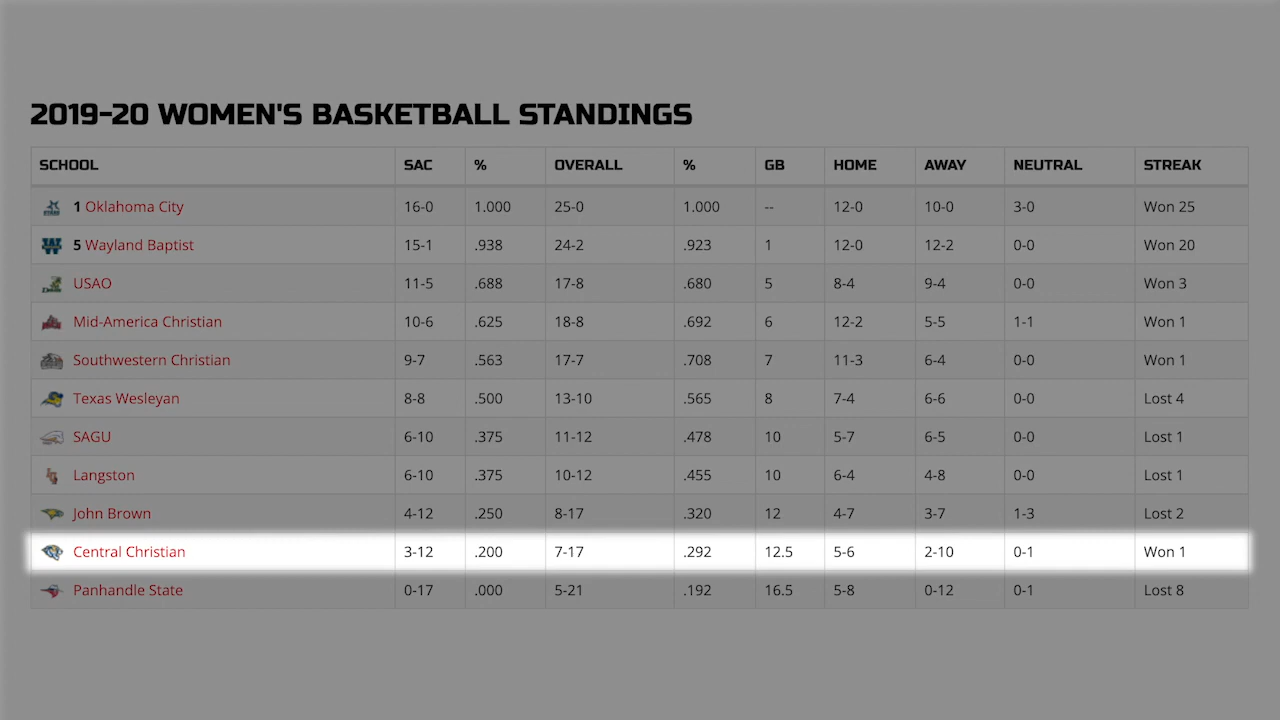 2019-20 WOMEN'S BASKETBALL STANDINGS
SCHOOL SAC % OVERALL % GB HOME AWAY NEUTRAL STREAK
1 Oklahoma City 16-0 1.000 25-0 1.000 -- 12-0 10-0 3-0 Won 25
5 Wayland Baptist 15-1 .938 24-2 .923 1 12-0 12-2 0-0 Won 20
USAO 11-5 .688 17-8 .680 5 8-4 9-4 0-0 Won 3
Mid-America Christian 10-6 .625 18-8 .692 6 12-2 5-5 1-1 Won 1
Southwestern Christian 9-7 .563 17-7 .708 7 11-3 6-4 0-0 Won 1
Texas Wesleyan 8-8 .500 13-10 .565 8 7-4 6-6 0-0 Lost 4
SAGU 6-10 .375 11-12 .478 10 5-7 6-5 0-0 Lost 1
Langston 6-10 .375 10-12 .455 10 6-4 4-8 0-0 Lost 1
John Brown 4-12 .250 8-17 .320 12 4-7 3-7 1-3 Lost 2
Central Christian 3-12 .200 7-17 .292 12.5 5-6 2-10 0-1 Won 1
Panhandle State 0-17 .000 5-21 .192 16.5 5-8 0-12 0-1 Lost 8